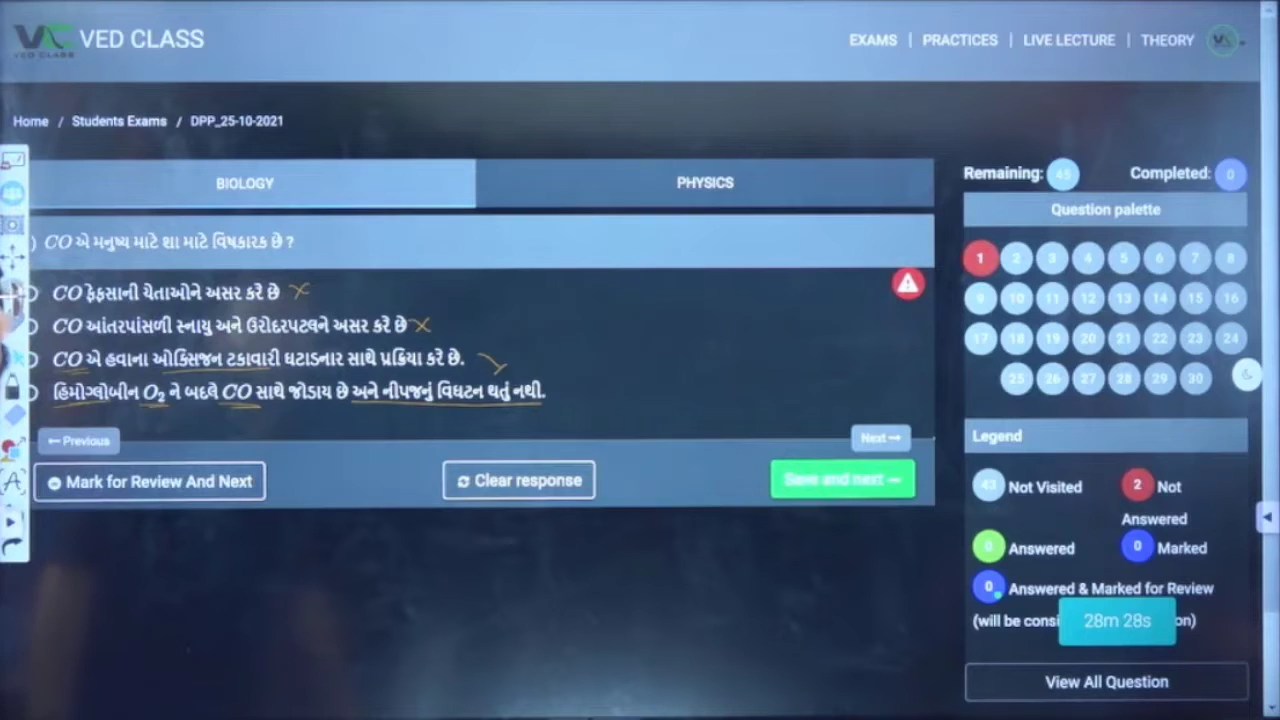 VED CLASS
VED CLASS
EXAMS | PRACTICES | LIVE LECTURE | THEORY
Home / Students Exams / DPP_25-10-2021
BIOLOGY
PHYSICS
) CO એ મનુષ્ય માટે શા માટે વિષકારક છે ?
CO ફેફસાની ચેતાઓને અસર કરે છે
CO આંતરપાંસળી સ્નાયુ અને ઉરોદરપટલને અસર કરે છે
CO એ હવાના ઓક્સિજન ટકાવારી ઘટાડનાર સાથે પ્રક્રિયા કરે છે.
હિમોગ્લોબીન O₂ ને બદલે CO સાથે જોડાય છે અને નીપજનું વિઘટન થતું નથી.
← Previous
Next →
Mark for Review And Next
Clear response
Save and next
Remaining: 45 Completed: 0
Question palette
1 2 3 4 5 6 7 8
9 10 11 12 13 14 15 16
17 18 19 20 21 22 23 24
25 26 27 28 29 30
Legend
43 Not Visited
2 Not Answered
0 Answered
0 Marked
0 Answered & Marked for Review
(will be consi
on)
28m 28s
View All Question